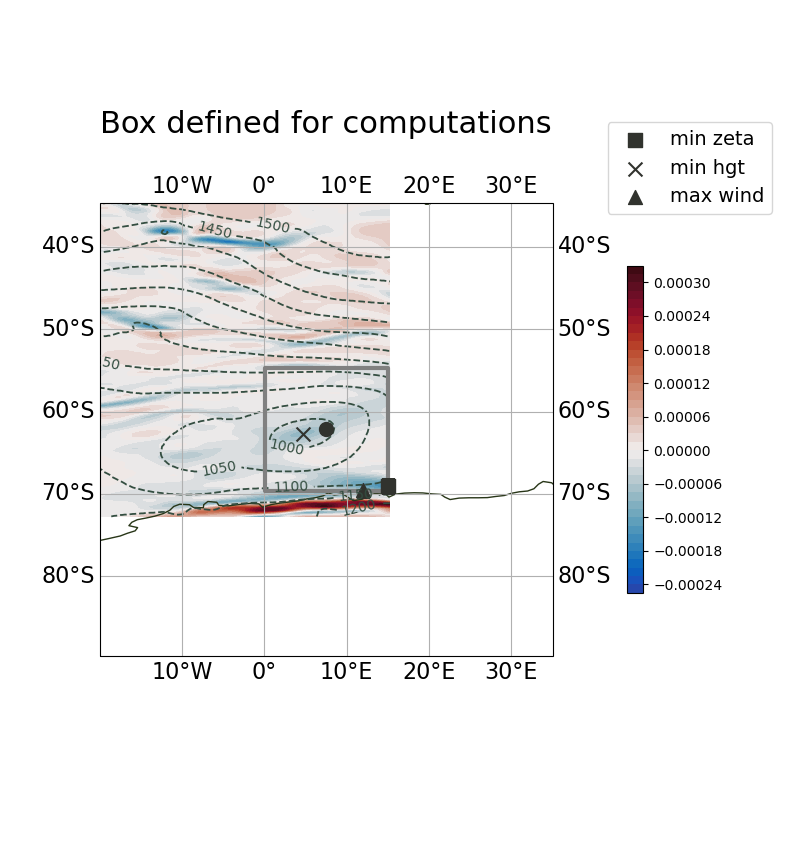 Box defined for computations
min zeta
min hgt
max wind
10°W 0° 10°E 20°E 30°E
40°S 40°S
50°S 50°S
60°S 60°S
70°S 70°S
80°S 80°S
10°W 0° 10°E 20°E 30°E
1500
1450
50
1000
1050
1100
1200
0.00030
0.00024
0.00018
0.00012
0.00006
0.00000
−0.00006
−0.00012
−0.00018
−0.00024